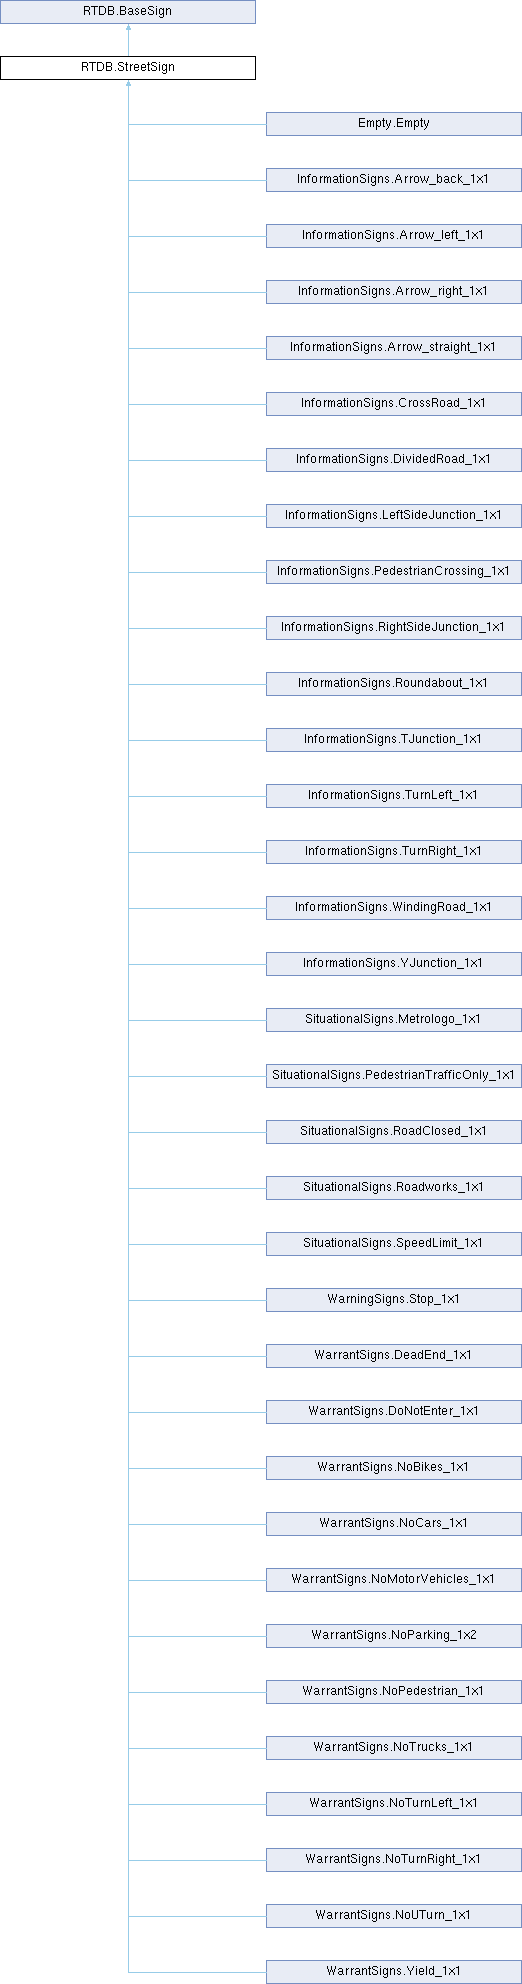 RTDB.BaseSign
RTDB.StreetSign
Empty.Empty
InformationSigns.Arrow_back_1x1
InformationSigns.Arrow_left_1x1
InformationSigns.Arrow_right_1x1
InformationSigns.Arrow_straight_1x1
InformationSigns.CrossRoad_1x1
InformationSigns.DividedRoad_1x1
InformationSigns.LeftSideJunction_1x1
InformationSigns.PedestrianCrossing_1x1
InformationSigns.RightSideJunction_1x1
InformationSigns.Roundabout_1x1
InformationSigns.TJunction_1x1
InformationSigns.TurnLeft_1x1
InformationSigns.TurnRight_1x1
InformationSigns.WindingRoad_1x1
InformationSigns.YJunction_1x1
SituationalSigns.Metrologo_1x1
SituationalSigns.PedestrianTrafficOnly_1x1
SituationalSigns.RoadClosed_1x1
SituationalSigns.Roadworks_1x1
SituationalSigns.SpeedLimit_1x1
WarningSigns.Stop_1x1
WarrantSigns.DeadEnd_1x1
WarrantSigns.DoNotEnter_1x1
WarrantSigns.NoBikes_1x1
WarrantSigns.NoCars_1x1
WarrantSigns.NoMotorVehicles_1x1
WarrantSigns.NoParking_1x2
WarrantSigns.NoPedestrian_1x1
WarrantSigns.NoTrucks_1x1
WarrantSigns.NoTurnLeft_1x1
WarrantSigns.NoTurnRight_1x1
WarrantSigns.NoUTurn_1x1
WarrantSigns.Yield_1x1